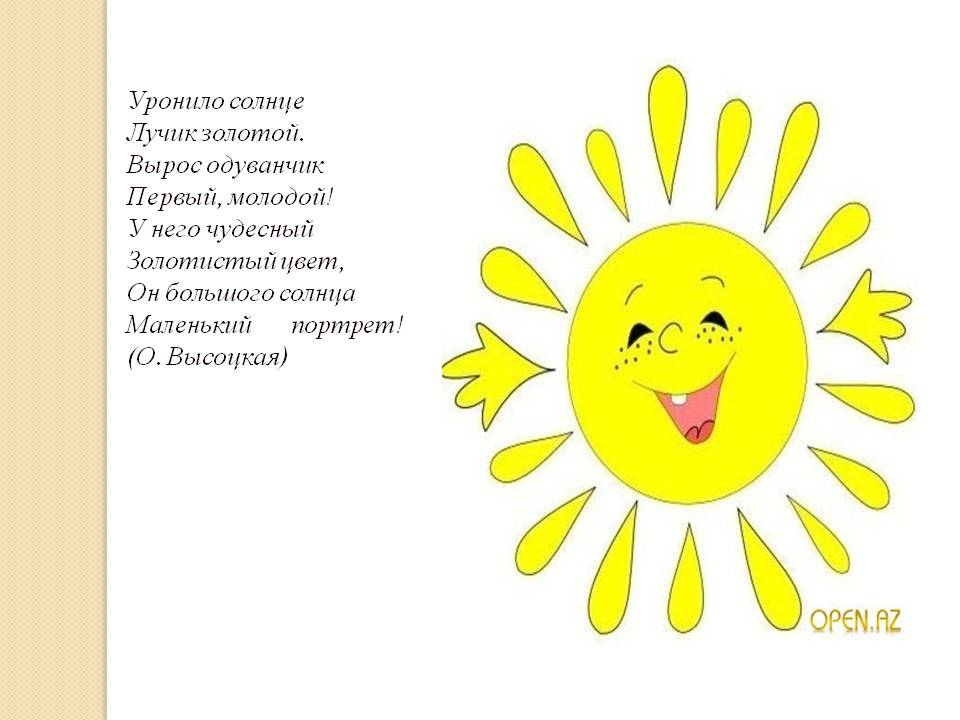 Уронило солнце
Лучик золотой.
Вырос одуванчик
Первый, молодой!
У него чудесный
Золотистый цвет,
Он большого солнца
Маленький портрет!
(О. Высоцкая)
OPEN.AZ